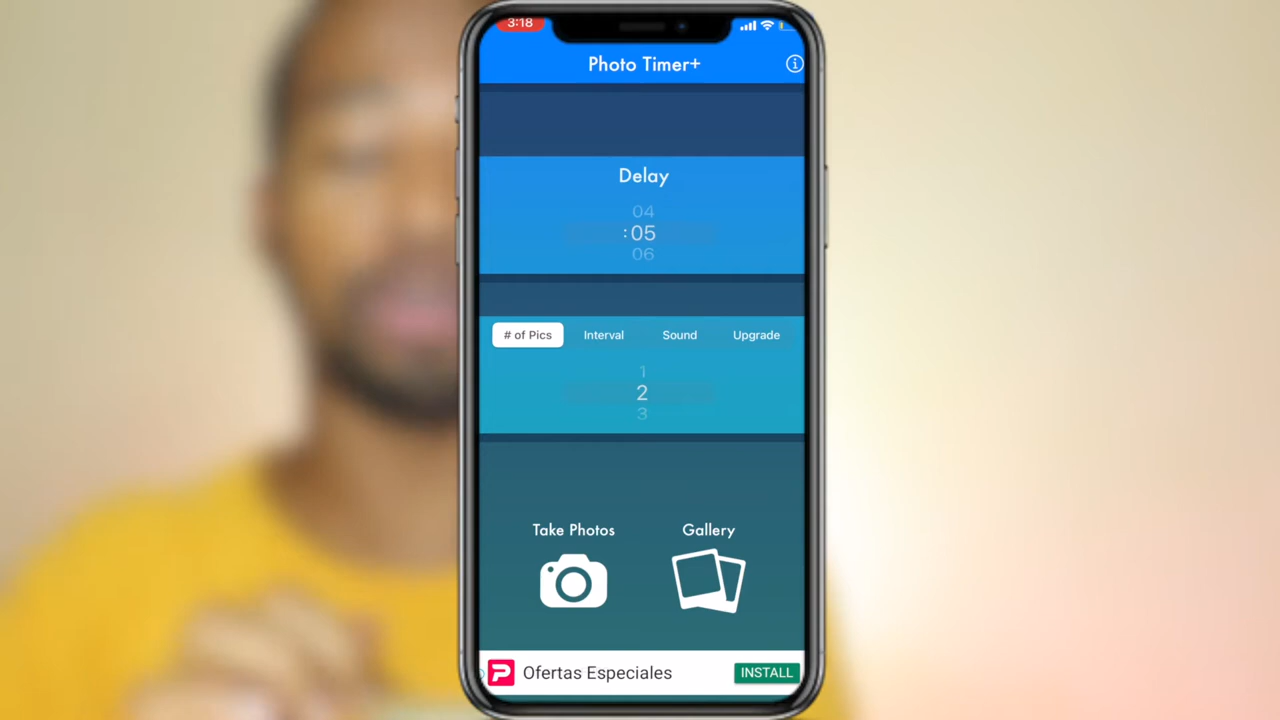 3:18
Photo Timer+
Delay
04
:05
06
# of Pics Interval Sound Upgrade
1
2
3
Take Photos Gallery
Ofertas Especiales INSTALL